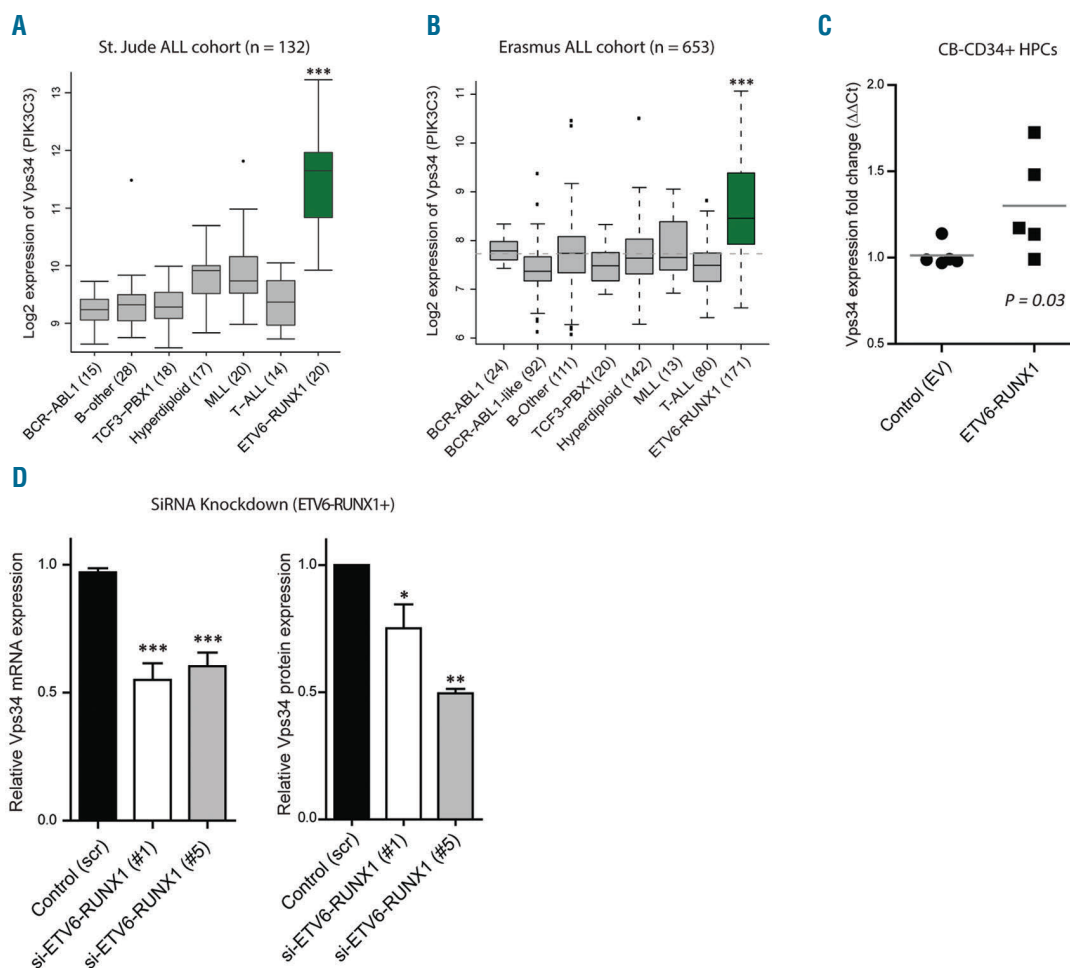 A
St. Jude ALL cohort (n = 132)
Log2 expression of Vps34 (PIK3C3)
13
12
11
10
9
***
BCR-ABL1 (15)
B-other (28)
TCF3-PBX1 (18)
Hyperdiploid (17)
MLL (20)
T-ALL (14)
ETV6-RUNX1 (20)
B
Erasmus ALL cohort (n = 653)
Log2 expression of Vps34 (PIK3C3)
11
10
9
8
7
6
***
BCR-ABL1 (24)
BCR-ABL1-like (92)
B-Other (111)
TCF3-PBX1(20)
Hyperdiploid (142)
MLL (13)
T-ALL (80)
ETV6-RUNX1 (171)
C
CB-CD34+ HPCs
Vps34 expression fold change (ΔΔCt)
2.0
1.5
1.0
0.5
P = 0.03
Control (EV)
ETV6-RUNX1
D
SiRNA Knockdown (ETV6-RUNX1+)
Relative Vps34 mRNA expression
1.0
0.5
0.0
***
***
Control (scr)
si-ETV6-RUNX1 (#1)
si-ETV6-RUNX1 (#5)
Relative Vps34 protein expression
1.0
0.5
0.0
*
**
Control (scr)
si-ETV6-RUNX1 (#1)
si-ETV6-RUNX1 (#5)